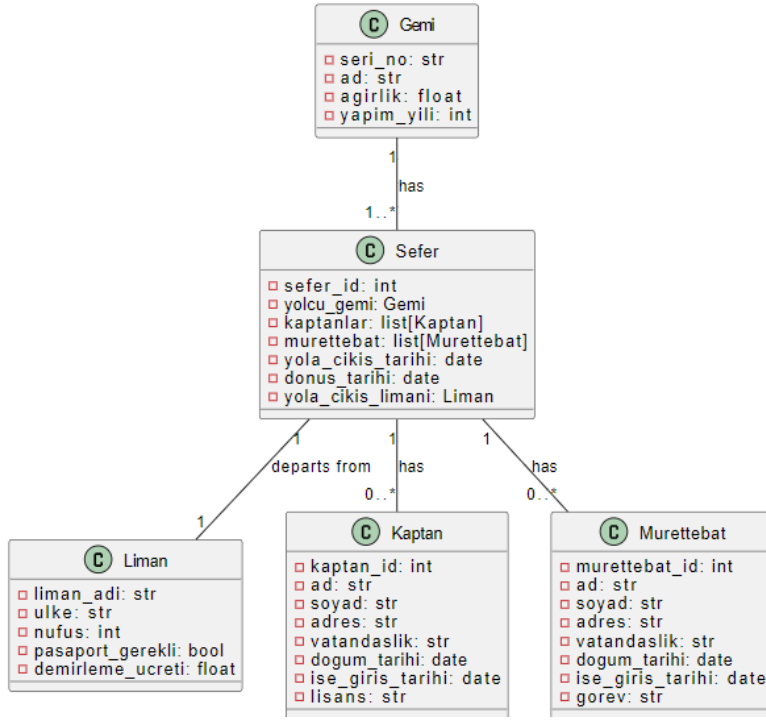 C Gemi
seri_no: str
ad: str
agirlik: float
yapim_yili: int
1
has
1..*
C Sefer
sefer_id: int
yolcu_gemi: Gemi
kaptanlar: list[Kaptan]
murettebat: list[Murettebat]
yola_cikis_tarihi: date
donus_tarihi: date
yola_cikis_limani: Liman
1 1 1
departs from has has
1 0..* 0..*
C Liman
liman_adi: str
ulke: str
nufus: int
pasaport_gerekli: bool
demirleme_ucreti: float
C Kaptan
kaptan_id: int
ad: str
soyad: str
adres: str
vatandaslik: str
dogum_tarihi: date
ise_giris_tarihi: date
lisans: str
C Murettebat
murettebat_id: int
ad: str
soyad: str
adres: str
vatandaslik: str
dogum_tarihi: date
ise_giris_tarihi: date
gorev: str